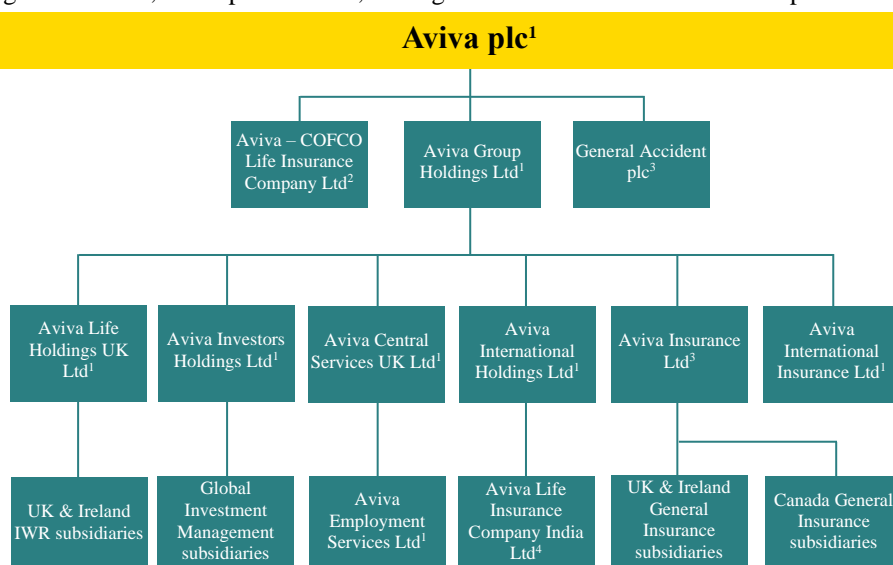 Aviva plc¹
Aviva – COFCO
Life Insurance
Company Ltd²
Aviva Group
Holdings Ltd¹
General Accident
plc³
Aviva Life
Holdings UK
Ltd¹
Aviva Investors
Holdings Ltd¹
Aviva Central
Services UK Ltd¹
Aviva
International
Holdings Ltd¹
Aviva Insurance
Ltd³
Aviva
International
Insurance Ltd¹
UK & Ireland
IWR subsidiaries
Global
Investment
Management
subsidiaries
Aviva
Employment
Services Ltd¹
Aviva Life
Insurance
Company India
Ltd⁴
UK & Ireland
General
Insurance
subsidiaries
Canada General
Insurance
subsidiaries